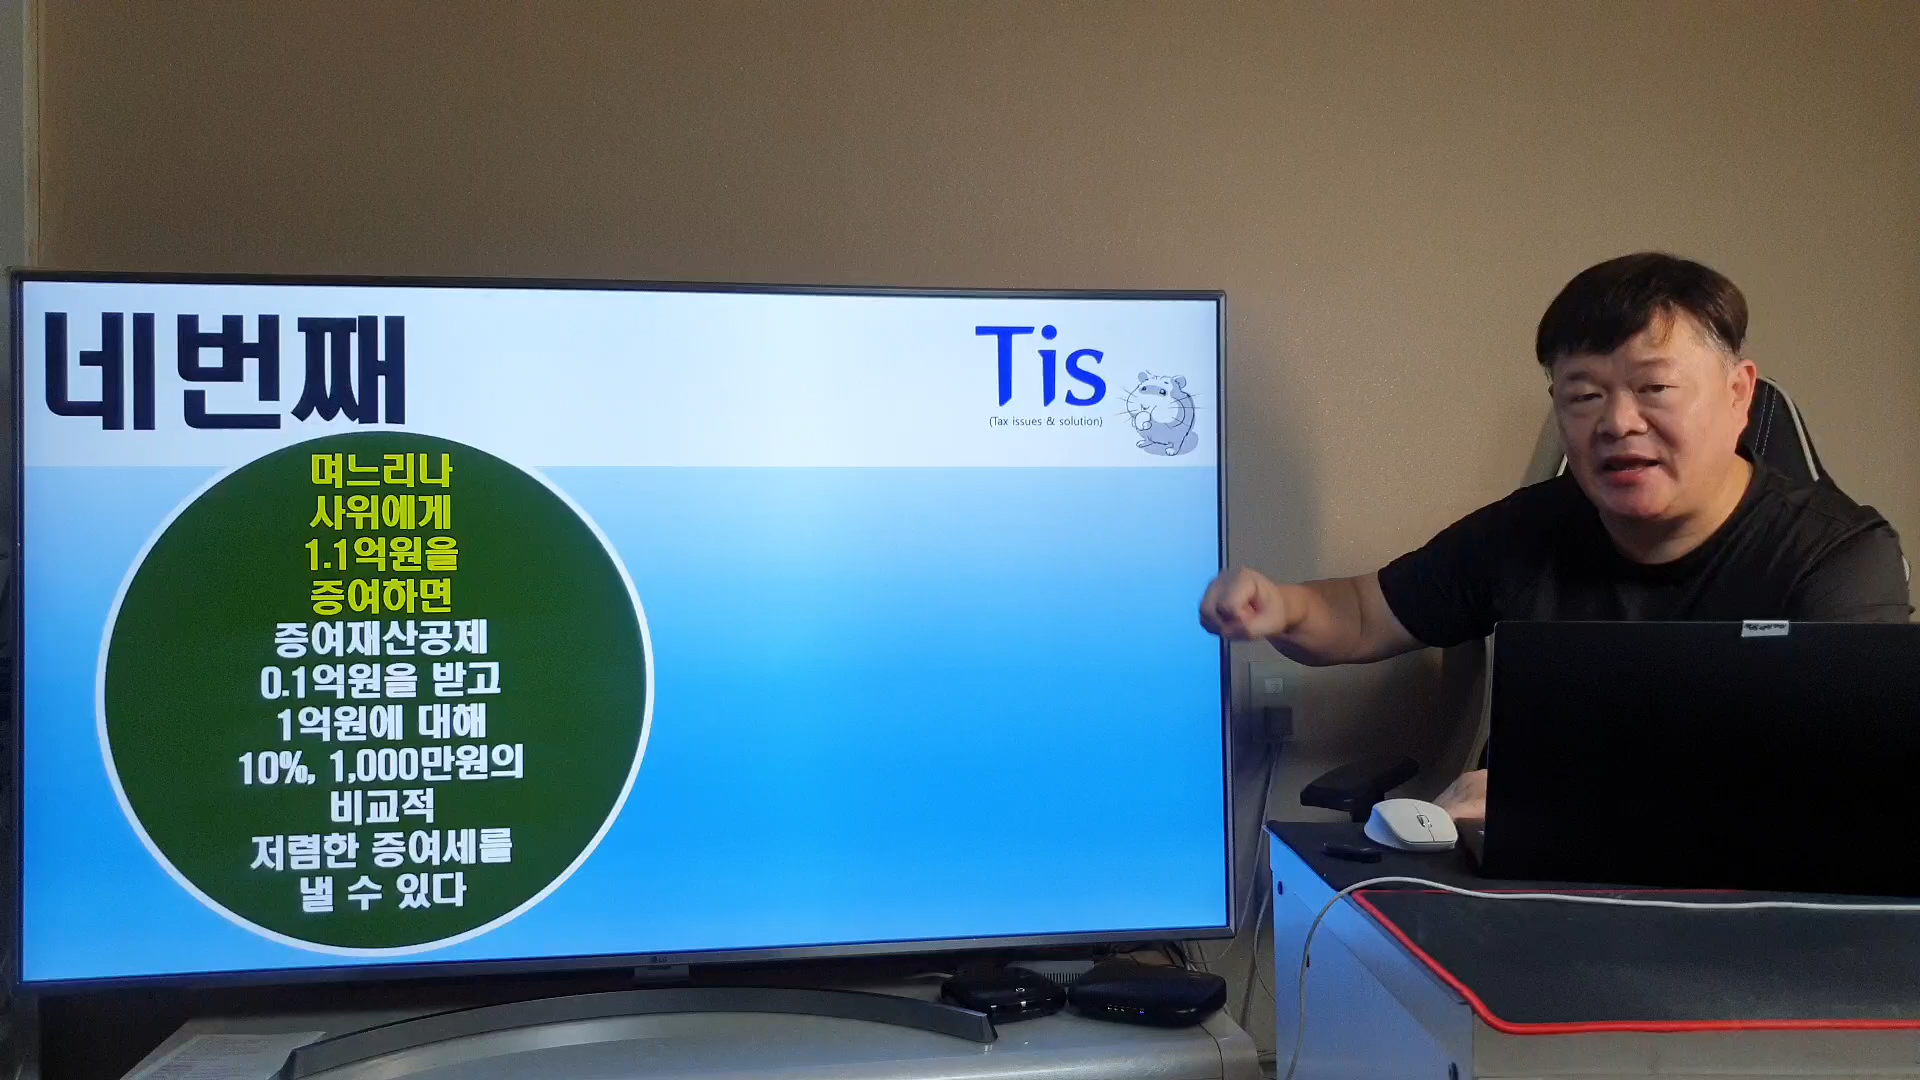 네번째
Tis
(Tax issues & solution)
며느리나
사위에게
1.1억원을
증여하면
증여재산공제
0.1억원을 받고
1억원에 대해
10%, 1,000만원의
비교적
저렴한 증여세를
낼 수 있다
LG